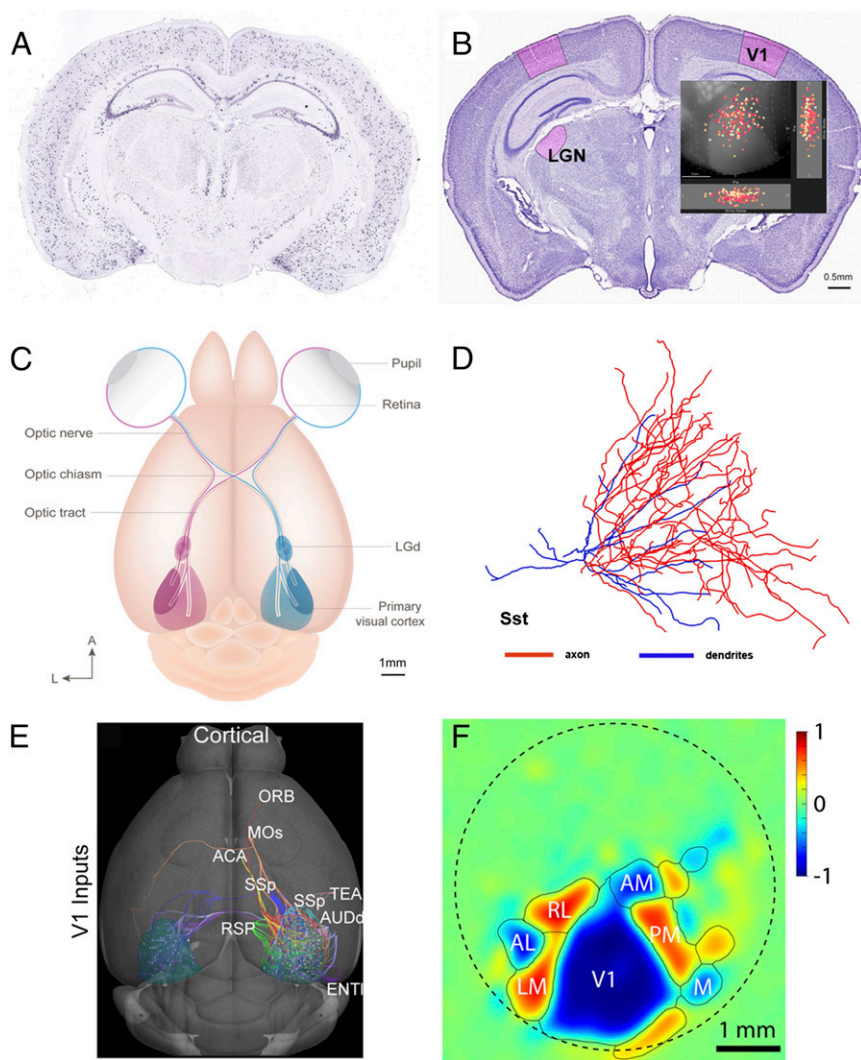 A
B
V1
LGN
0.5mm
C
Pupil
Retina
Optic nerve
Optic chiasm
Optic tract
LGd
Primary
visual cortex
A
L
1mm
D
Sst
axon
dendrites
E
Cortical
V1 Inputs
ORB
MOs
ACA
SSp
SSp
TEA
AUDd
RSP
ENTl
F
1
0
-1
AM
RL
PM
AL
V1
LM
M
1 mm